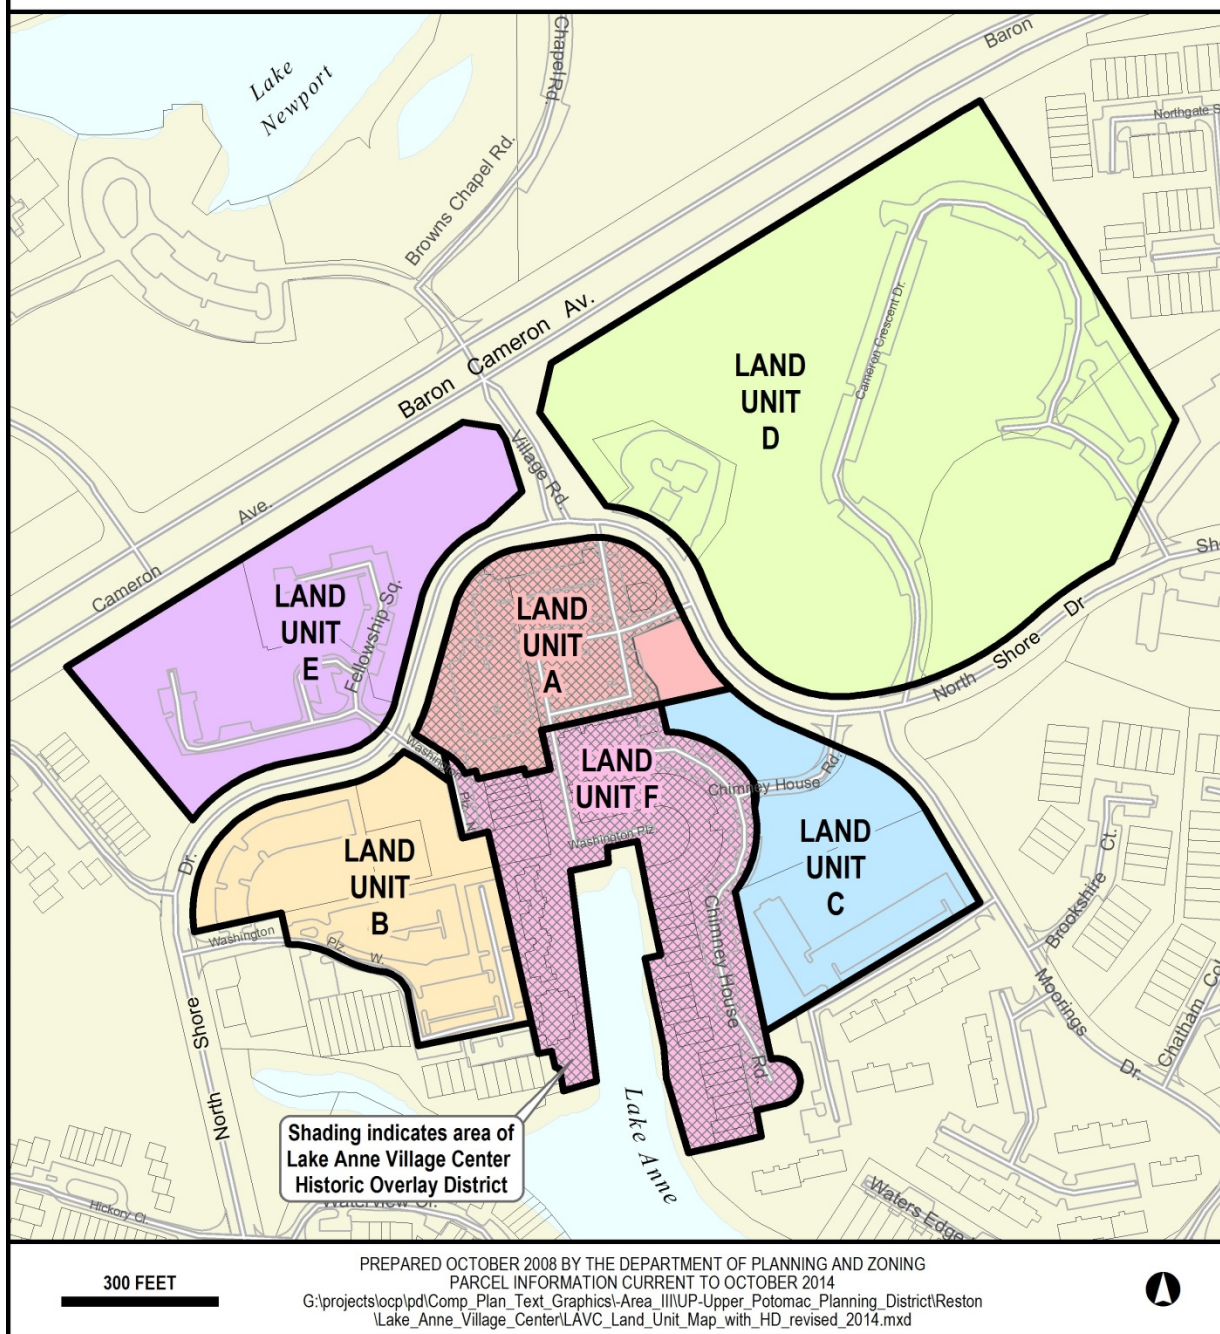 Lake
Newport
Chapel Rd.
Browns Chapel Rd.
Baron
Northgate S
Baron Cameron Av.
Cameron Crescent Dr.
LAND
UNIT
D
Village Rd.
Cameron Ave.
LAND
UNIT
E
Fellowship Sq.
LAND
UNIT
A
Sh
North Shore Dr
Washington Plz
LAND
UNIT F
Chimney House Rd.
Washington Plz
LAND
UNIT
B
LAND
UNIT
C
Washington Plz. W.
Chimney House Rd.
Brookshire Ct.
Moorings Dr.
Chatham Col
North Shore Dr.
Lake Anne
Shading indicates area of
Lake Anne Village Center
Historic Overlay District
Hickory Cl.
Waterview Cl.
Waters Edge
300 FEET
PREPARED OCTOBER 2008 BY THE DEPARTMENT OF PLANNING AND ZONING
PARCEL INFORMATION CURRENT TO OCTOBER 2014
G:\projects\ocp\pd\Comp_Plan_Text_Graphics\-Area_III\UP-Upper_Potomac_Planning_District\Reston
\Lake_Anne_Village_Center\LAVC_Land_Unit_Map_with_HD_revised_2014.mxd